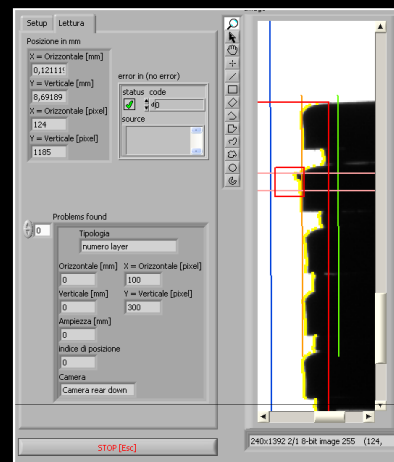 Setup Lettura
Posizione in mm
X = Orizzontale [mm]
0,121119
Y = Verticale [mm]
8,69189
X = Orizzontale [pixel]
124
Y = Verticale [pixel]
1185
error in (no error)
status code
source
Problems found
0
Tipologia
numero layer
Orizzontale [mm] X = Orizzontale [pixel]
0 100
Verticale [mm] Y = Verticale [pixel]
0 300
Ampiezza [mm]
0
indice di posizione
0
Camera
Camera rear down
STOP [Esc]
240x1392 2/1 8-bit image 255 (124,